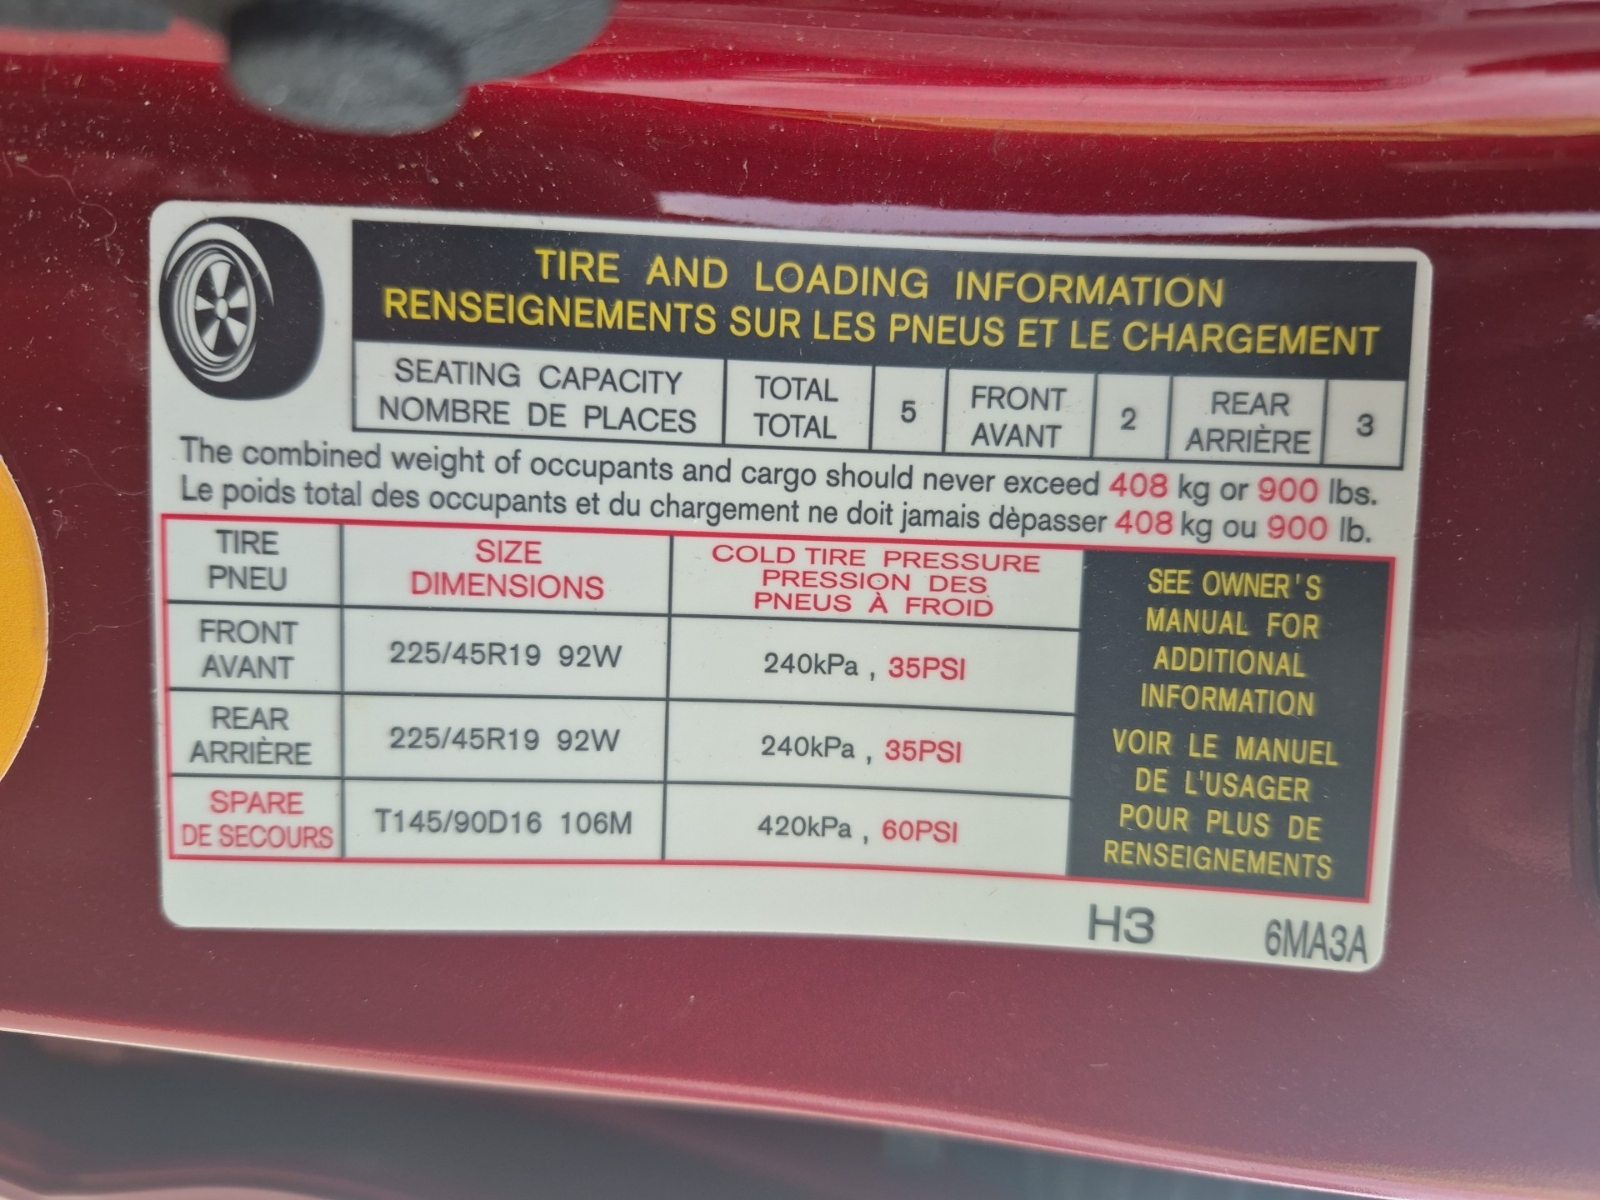 TIRE AND LOADING INFORMATION
RENSEIGNEMENTS SUR LES PNEUS ET LE CHARGEMENT
SEATING CAPACITY
NOMBRE DE PLACES
TOTAL
TOTAL
5
FRONT
AVANT
2
REAR
ARRIÈRE
3
The combined weight of occupants and cargo should never exceed 408 kg or 900 lbs.
Le poids total des occupants et du chargement ne doit jamais dèpasser 408 kg ou 900 lb.
TIRE
PNEU
SIZE
DIMENSIONS
COLD TIRE PRESSURE
PRESSION DES
PNEUS À FROID
FRONT
AVANT
225/45R19 92W
240kPa , 35PSI
REAR
ARRIÈRE
225/45R19 92W
240kPa , 35PSI
SPARE
DE SECOURS
T145/90D16 106M
420kPa , 60PSI
SEE OWNER'S
MANUAL FOR
ADDITIONAL
INFORMATION
VOIR LE MANUEL
DE L'USAGER
POUR PLUS DE
RENSEIGNEMENTS
H3
6MA3A